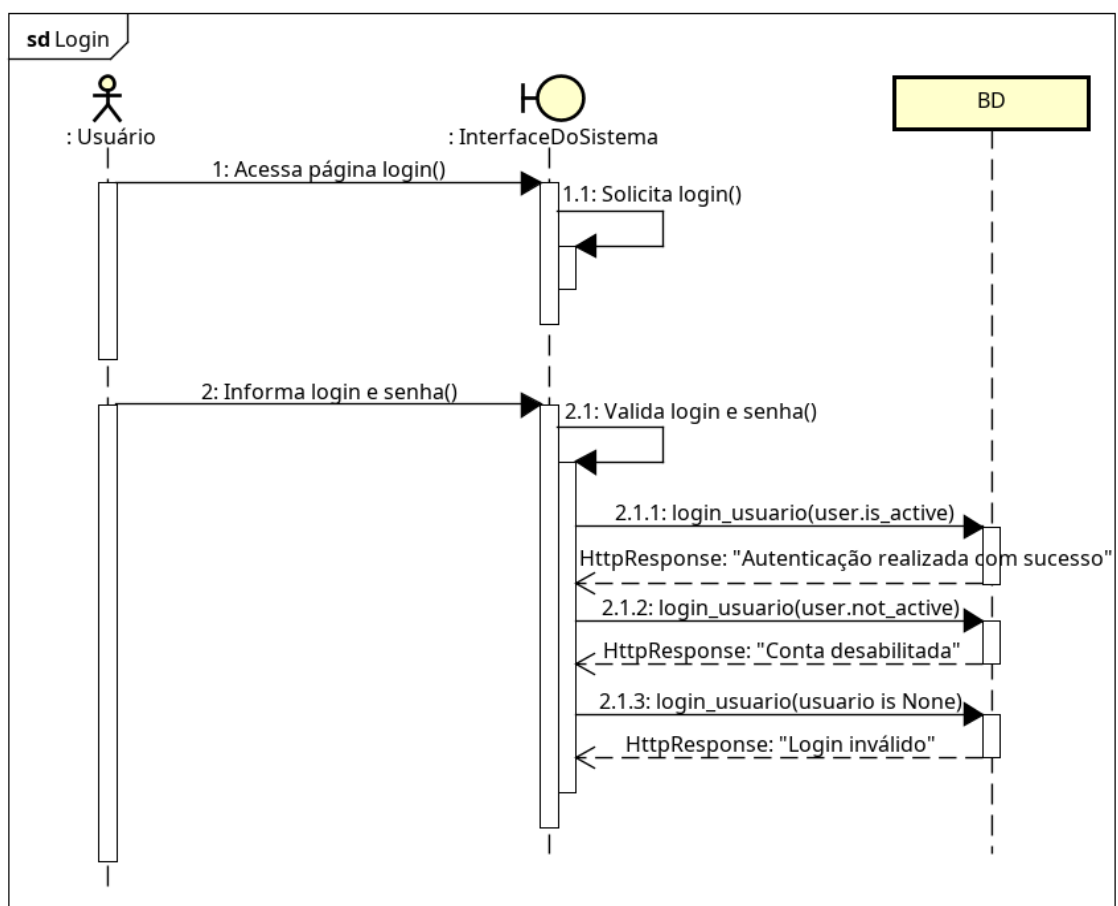 sd Login
: Usuário
: InterfaceDoSistema
BD
1: Acessa página login()
1.1: Solicita login()
2: Informa login e senha()
2.1: Valida login e senha()
2.1.1: login_usuario(user.is_active)
HttpResponse: "Autenticação realizada com sucesso"
2.1.2: login_usuario(user.not_active)
HttpResponse: "Conta desabilitada"
2.1.3: login_usuario(usuario is None)
HttpResponse: "Login inválido"